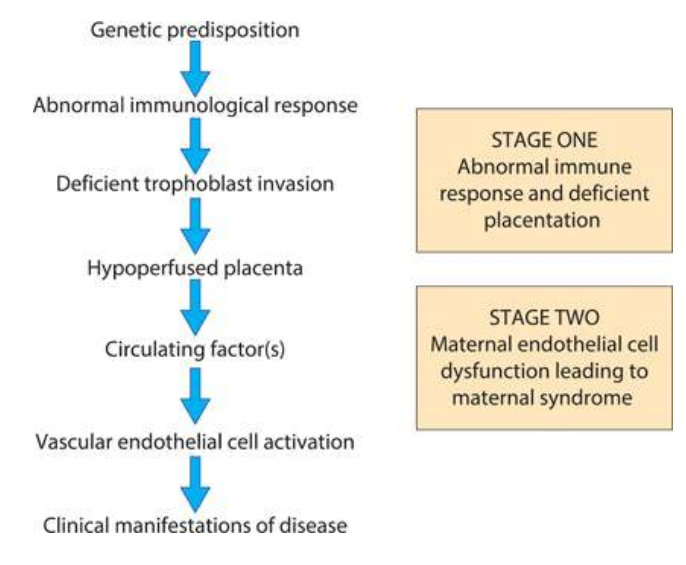 Genetic predisposition
Abnormal immunological response
Deficient trophoblast invasion
Hypoperfused placenta
Circulating factor(s)
Vascular endothelial cell activation
Clinical manifestations of disease
STAGE ONE
Abnormal immune
response and deficient
placentation
STAGE TWO
Maternal endothelial cell
dysfunction leading to
maternal syndrome